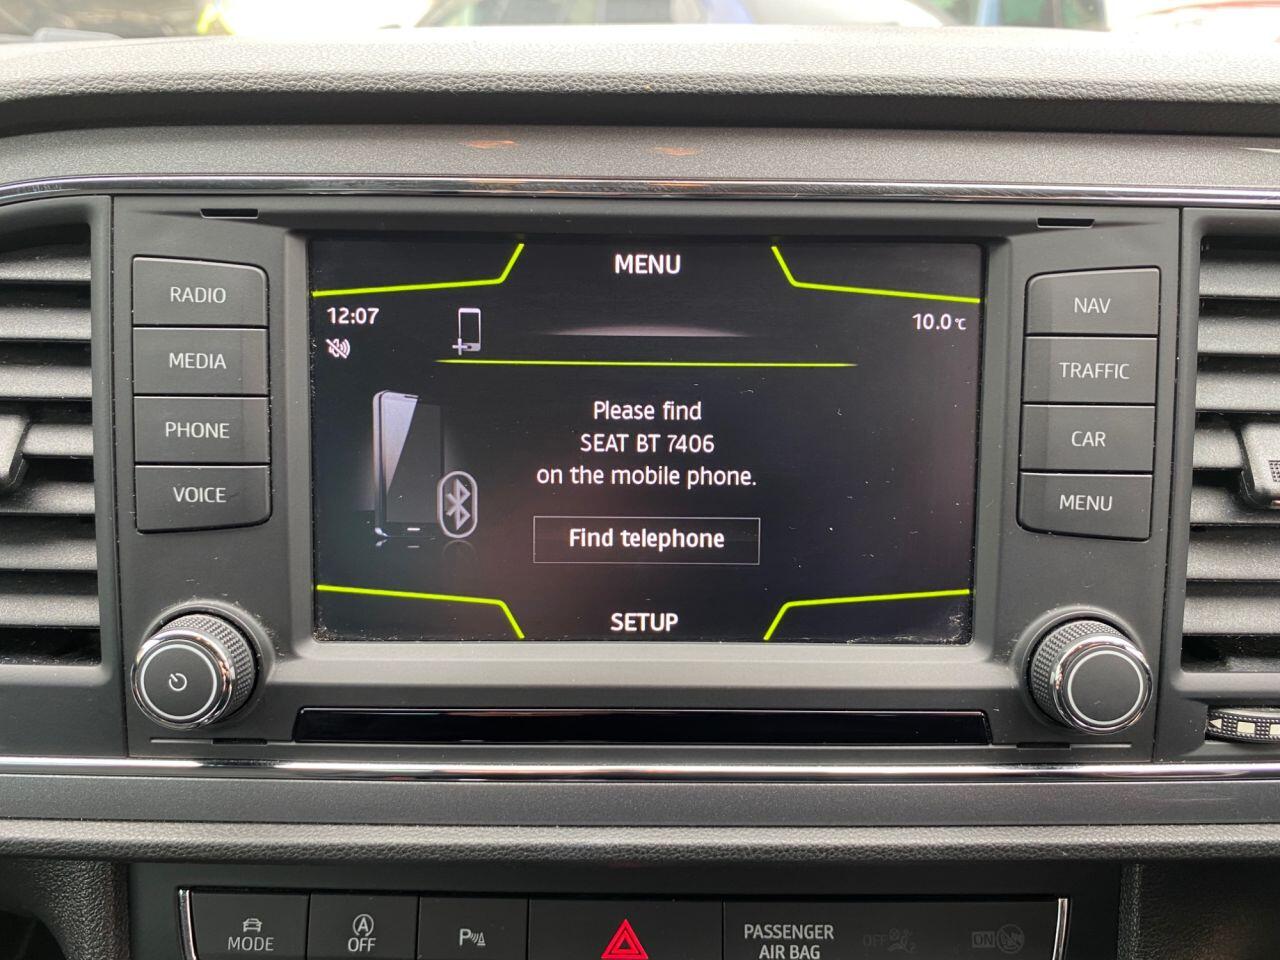 MENU
12:07
10.0 °C
Please find
SEAT BT 7406
on the mobile phone.
Find telephone
SETUP
RADIO
MEDIA
PHONE
VOICE
NAV
TRAFFIC
CAR
MENU
MODE
A
OFF
P
PASSENGER
AIR BAG
OFF
ON